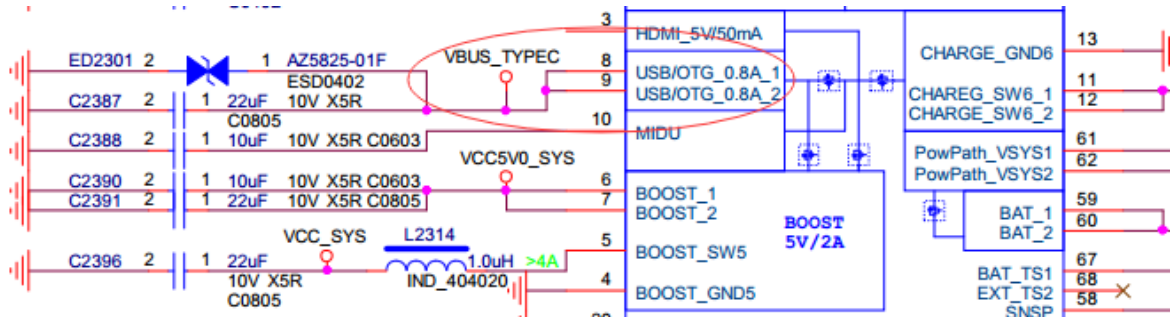 3 HDMI_5V/50mA
ED2301 2 1 AZ5825-01F
ESD0402
VBUS_TYPEC
8 USB/OTG_0.8A_1
9 USB/OTG_0.8A_2
C2387 2 1 22uF 10V X5R
C0805
10 MIDU
C2388 2 1 10uF 10V X5R C0603
VCC5V0_SYS
C2390 2 1 10uF 10V X5R C0603
6 BOOST_1
C2391 2 1 22uF 10V X5R C0805
7 BOOST_2
BOOST
5V/2A
VCC_SYS
L2314
5 BOOST_SW5
C2396 2 1 22uF
10V X5R
C0805
1.0uH >4A
IND_404020
4 BOOST_GND5
CHARGE_GND6 13
CHAREG_SW6_1 11
CHARGE_SW6_2 12
PowPath_VSYS1 61
PowPath_VSYS2 62
BAT_1 59
BAT_2 60
BAT_TS1 67
EXT_TS2 68
SNSP 58